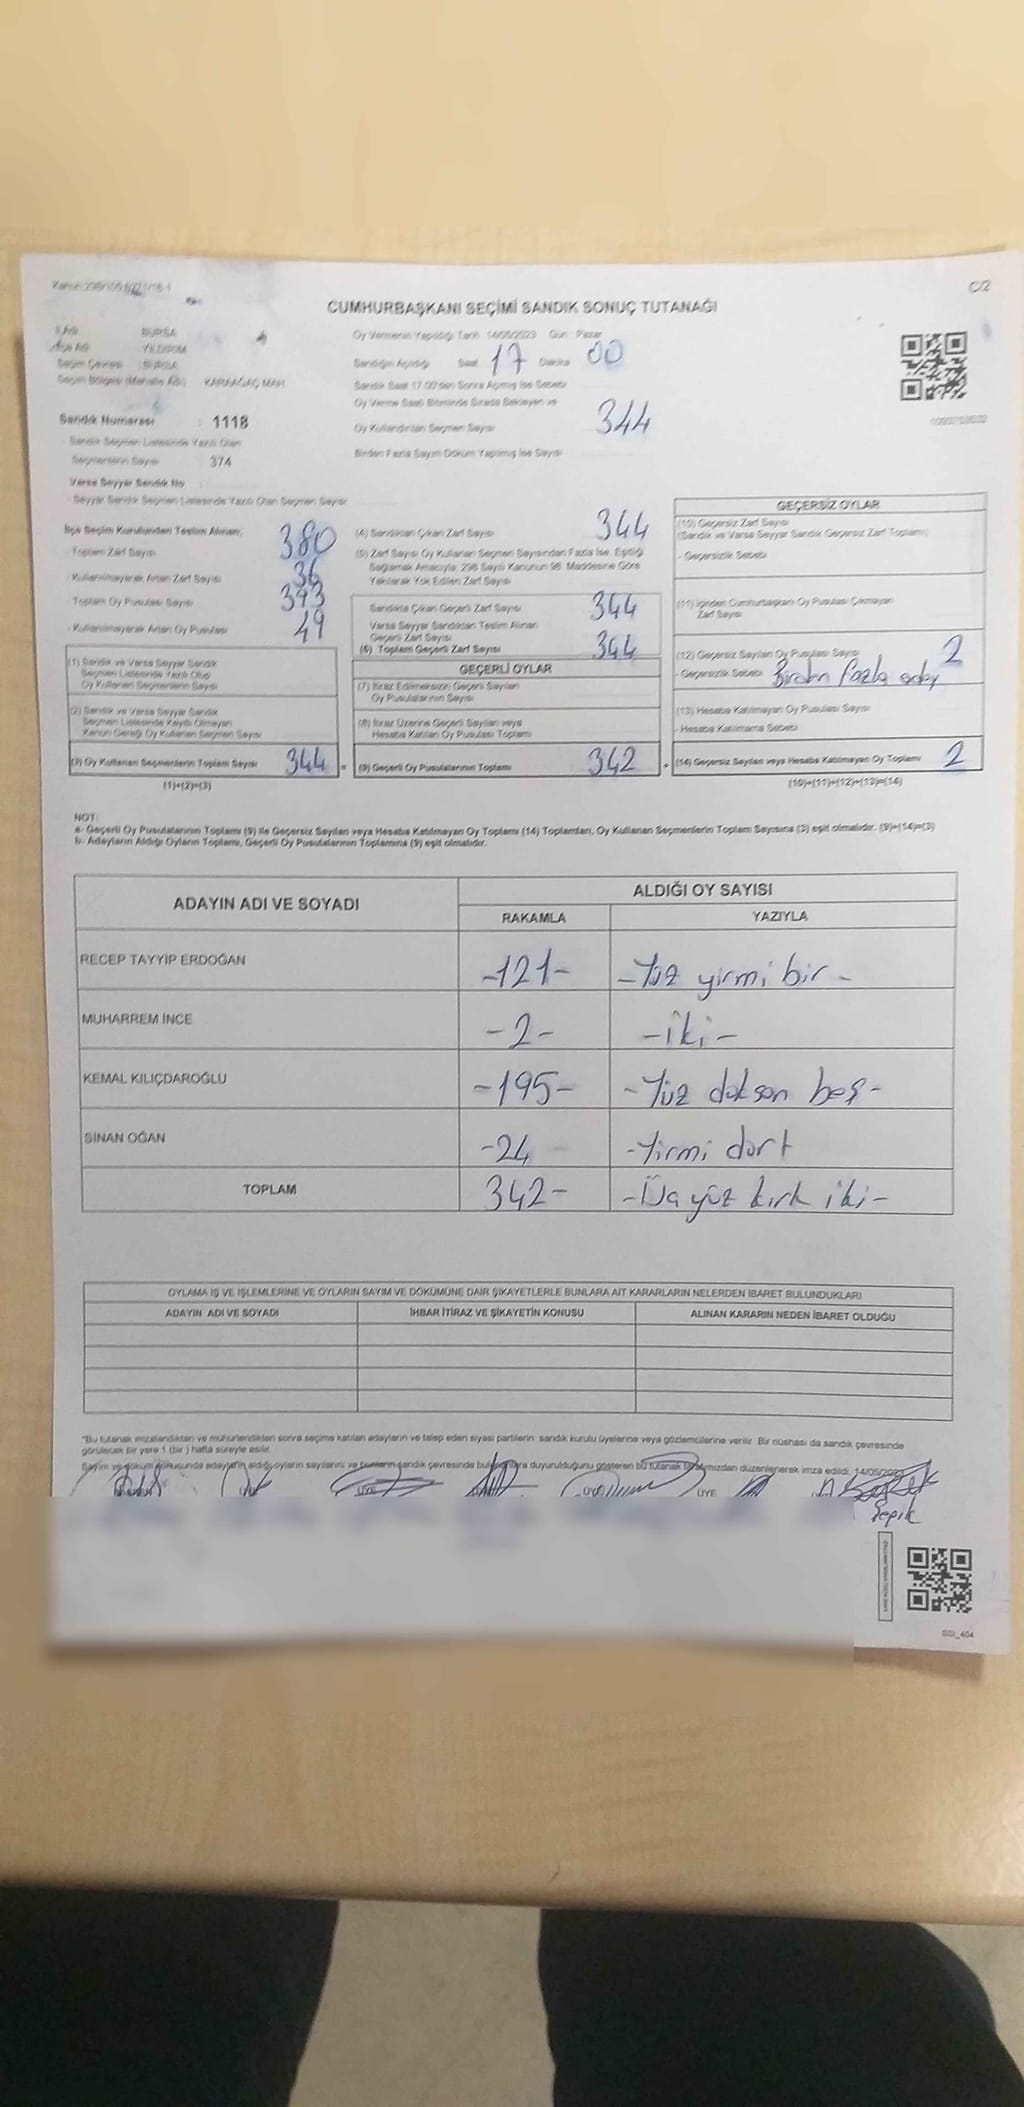 C/2
CUMHURBAŞKANI SEÇİMİ SANDIK SONUÇ TUTANAĞI
İli Adı BURSA
İlçe Adı YILDIRIM
Seçim Çevresi : BURSA
Seçim Bölgesi (Mahalle Adı) KARAAĞAÇ MAH.
Sandık Numarası : 1118
Sandık Seçmen Listesinde Yazılı Olan
Seçmenlerin Sayısı 374
Varsa Seyyar Sandık No
Seyyar Sandık Seçmen Listesinde Yazılı Olan Seçmen Sayısı
Oy Vermenin Yapıldığı Tarih 14/05/2023 Gün Pazar
Sandığın Açıldığı Saat 17 Dakika 00
Sandık Saat 17.00'den Sonra Açılmış İse Sebebi
Oy Verme Saati Bitiminde Sırada Bekleyen ve
Oy Kullandırılan Seçmen Sayısı 344
Birden Fazla Sayım Döküm Yapılmış İse Sayısı
İlçe Seçim Kurulundan Teslim Alınan;
Toplam Zarf Sayısı 380
Kullanılmayarak Artan Zarf Sayısı 36
Toplam Oy Pusulası Sayısı 393
Kullanılmayarak Artan Oy Pusulası 49
(1) Sandık ve Varsa Seyyar Sandık
Seçmen Listesinde Yazılı Olup
Oy Kullanan Seçmenlerin Sayısı
(2) Sandık ve Varsa Seyyar Sandık
Seçmen Listesinde Kayıtlı Olmayan
Kanun Gereği Oy Kullanan Seçmen Sayısı
(3) Oy Kullanan Seçmenlerin Toplam Sayısı 344 =
(1)+(2)=(3)
(4) Sandıktan Çıkan Zarf Sayısı 344
(5) Zarf Sayısı Oy Kullanan Seçmen Sayısından Fazla İse, Eşitliği
Sağlamak Amacıyla, 298 Sayılı Kanunun 98. Maddesine Göre
Yakılarak Yok Edilen Zarf Sayısı
Sandıkta Çıkan Geçerli Zarf Sayısı 344
Varsa Seyyar Sandıktan Teslim Alınan
Geçerli Zarf Sayısı
(6) Toplam Geçerli Zarf Sayısı 344
GEÇERLİ OYLAR
(7) İtiraz Edilmeksizin Geçerli Sayılan
Oy Pusulasının Sayısı
(8) İtiraz Üzerine Geçerli Sayılan veya
Hesaba Katılan Oy Pusulası Toplamı
(9) Geçerli Oy Pusulalarının Toplamı 342 +
GEÇERSİZ OYLAR
(10) Geçersiz Zarf Sayısı
(Sandık ve Varsa Seyyar Sandık Geçersiz Zarf Toplamı)
- Geçersizlik Sebebi
(11) İçinden Cumhurbaşkanı Oy Pusulası Çıkmayan
Zarf Sayısı
(12) Geçersiz Sayılan Oy Pusulası Sayısı 2
- Geçersizlik Sebebi Birden fazla aday
(13) Hesaba Katılmayan Oy Pusulası Sayısı
- Hesaba Katılmama Sebebi
(14) Geçersiz Sayılan veya Hesaba Katılmayan Oy Toplamı 2
(10)+(11)+(12)+(13)=(14)
NOT:
a- Geçerli Oy Pusulalarının Toplamı (9) ile Geçersiz Sayılan veya Hesaba Katılmayan Oy Toplamı (14) Toplamları, Oy Kullanan Seçmenlerin Toplam Sayısına (3) eşit olmalıdır. (9)+(14)=(3)
b- Adayların Aldığı Oyların Toplamı, Geçerli Oy Pusulalarının Toplamına (9) eşit olmalıdır.
ADAYIN ADI VE SOYADI
ALDIĞI OY SAYISI
RAKAMLA YAZIYLA
RECEP TAYYİP ERDOĞAN -121- -Yüz yirmi bir-
MUHARREM İNCE -2- -iki-
KEMAL KILIÇDAROĞLU -195- -Yüz doksan beş-
SİNAN OĞAN -24 -Yirmi dört
TOPLAM 342- -Üç yüz kırk iki-
OYLAMA İŞ VE İŞLEMLERİNE VE OYLARIN SAYIM VE DÖKÜMÜNE DAİR ŞİKAYETLERLE BUNLARA AİT KARARLARIN NELERDEN İBARET BULUNDUKLARI
ADAYIN ADI VE SOYADI İHBAR İTİRAZ VE ŞİKAYETİN KONUSU ALINAN KARARIN NEDEN İBARET OLDUĞU
*Bu tutanak imzalandıktan ve mühürlendikten sonra seçime katılan adayların ve talep eden siyasi partilerin sandık kurulu üyelerine veya gözlemcilerine verilir. Bir nüshası da sandık çevresinde
görülecek bir yere 1 (bir) hafta süreyle asılır.
Sayım ve döküm konusunda adayların aldığı oyların sayılarını ve bunların sandık çevresinde bulunanlara duyurulduğunu gösteren bu tutanak tarafımızdan düzenlenerek imza edildi. 14/05/2023
ÜYE ÜYE ÜYE
SSI_404